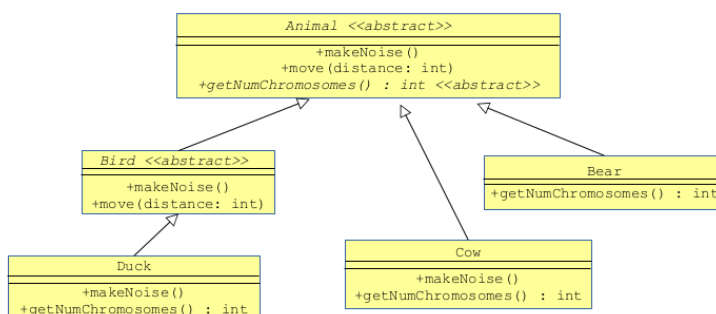 Animal <<abstract>>
+makeNoise()
+move(distance: int)
+getNumChromosomes() : int <<abstract>>
Bird <<abstract>>
+makeNoise()
+move(distance: int)
Bear
+getNumChromosomes() : int
Duck
+makeNoise()
+getNumChromosomes() : int
Cow
+makeNoise()
+getNumChromosomes() : int